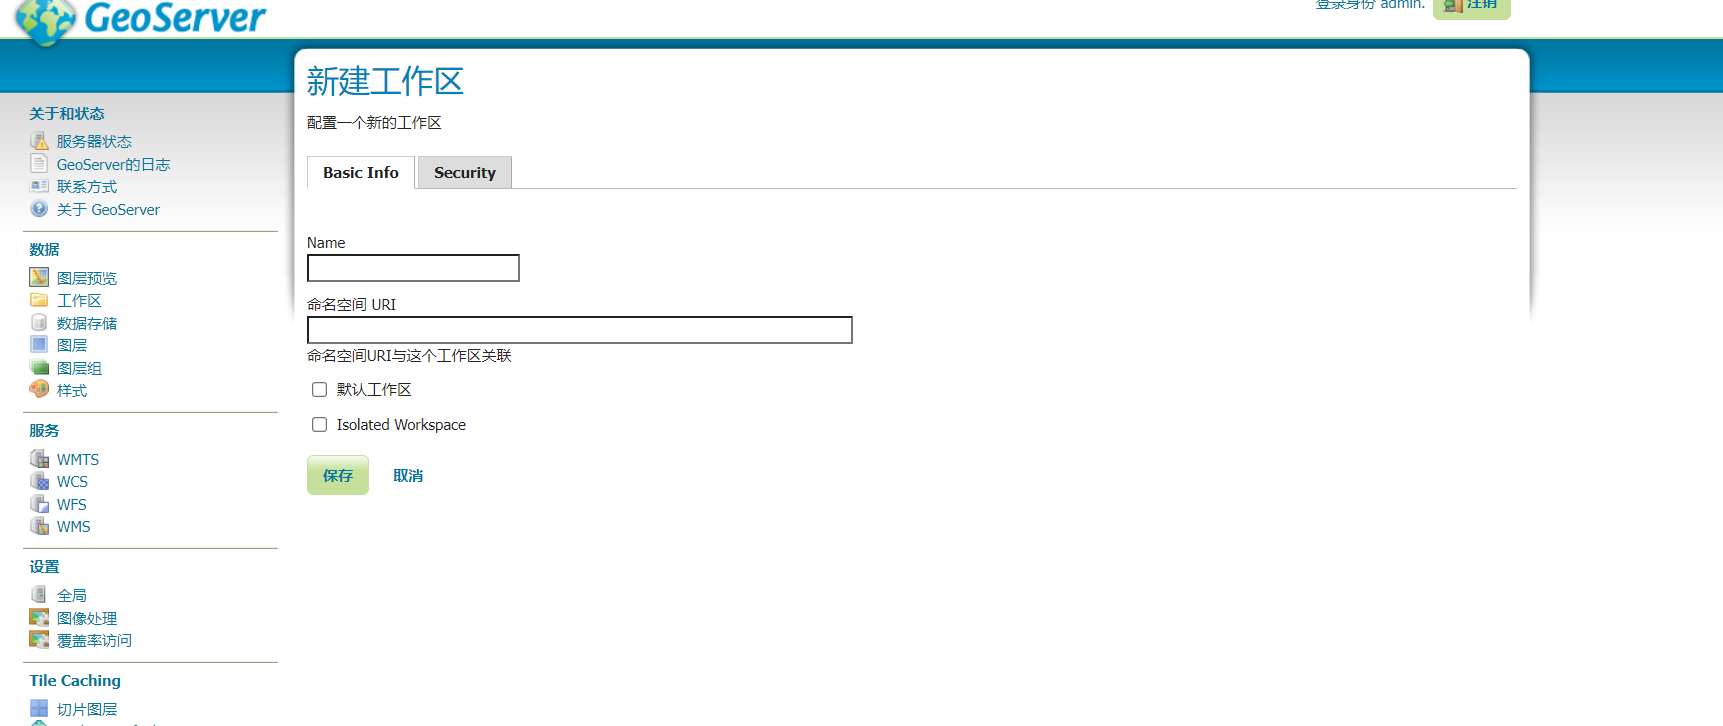 GeoServer
登录身份 admin.
注销
新建工作区
配置一个新的工作区
Basic Info
Security
Name
命名空间 URI
命名空间URI与这个工作区关联
默认工作区
Isolated Workspace
保存
取消
关于和状态
服务器状态
GeoServer的日志
联系方式
关于 GeoServer
数据
图层预览
工作区
数据存储
图层
图层组
样式
服务
WMTS
WCS
WFS
WMS
设置
全局
图像处理
覆盖率访问
Tile Caching
切片图层